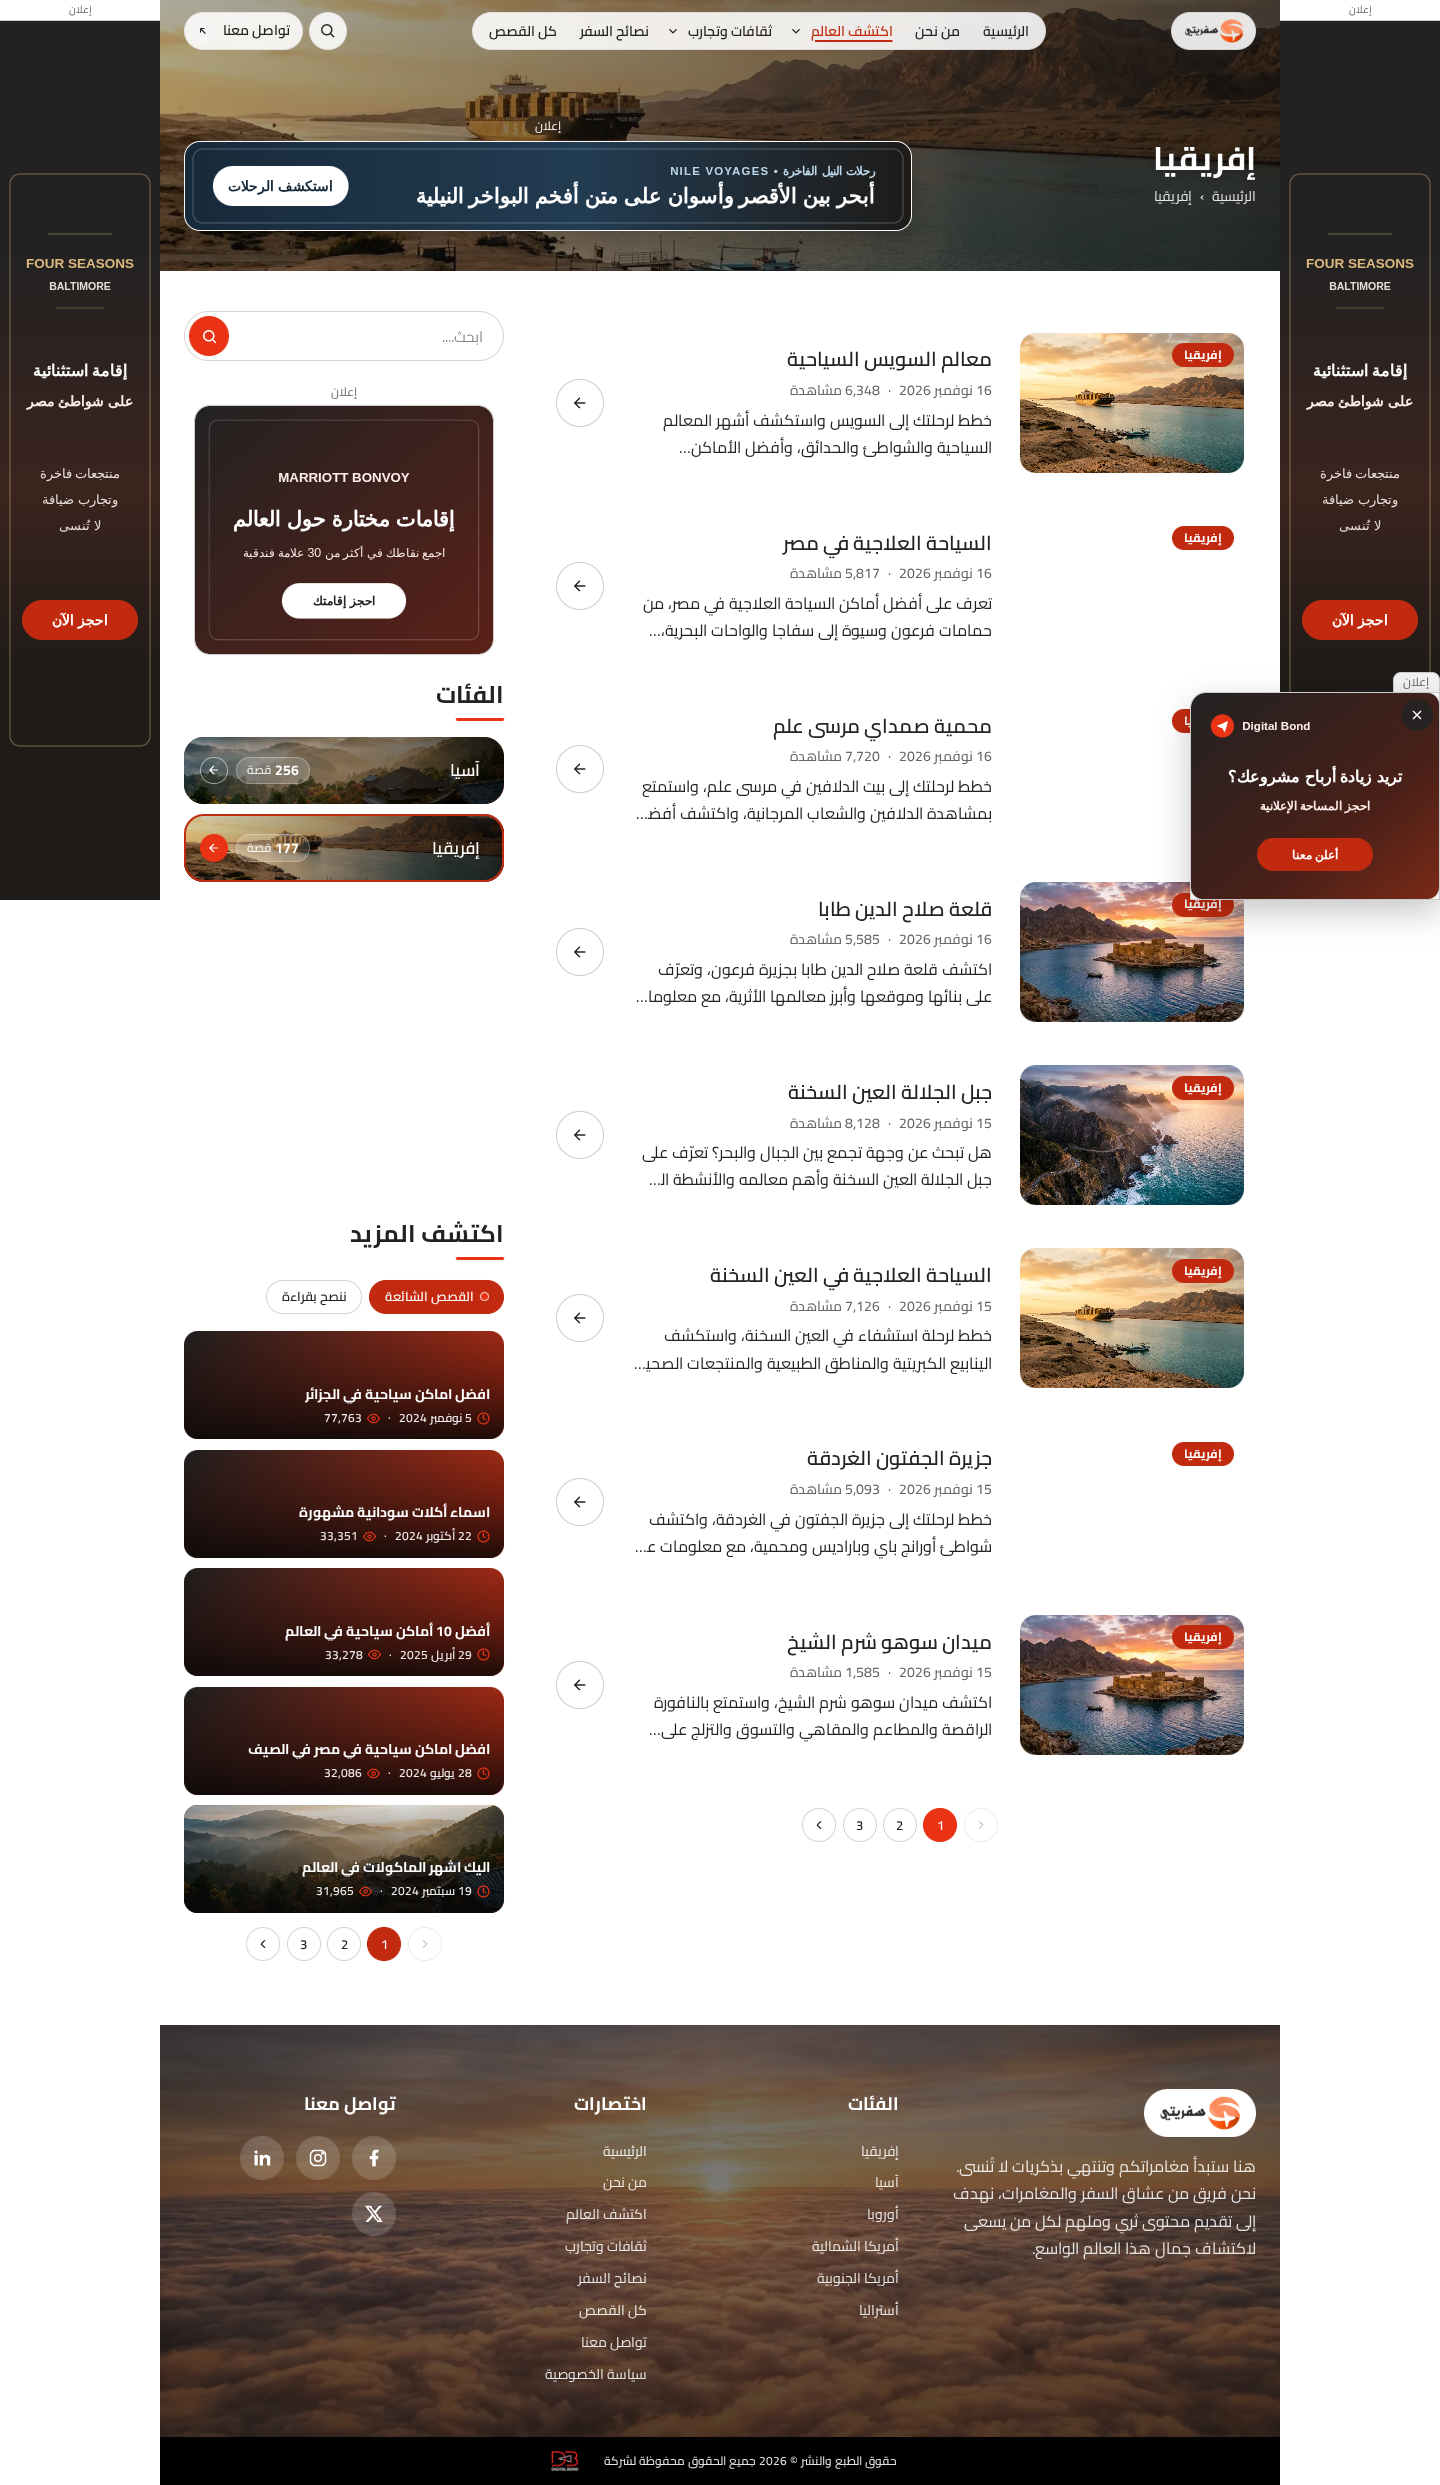 إعلان
إعلان
سفريتي
الرئيسية
من نحن
اكتشف العالم
ثقافات وتجارب
نصائح السفر
كل القصص
تواصل معنا
إفريقيا
الرئيسية › إفريقيا
إعلان
رحلات النيل الفاخرة • NILE VOYAGES
أبحر بين الأقصر وأسوان على متن أفخم البواخر النيلية
استكشف الرحلات
FOUR SEASONS
BALTIMORE
إقامة استثنائية
على شواطئ مصر
منتجعات فاخرة
وتجارب ضيافة
لا تُنسى
احجز الآن
FOUR SEASONS
BALTIMORE
إقامة استثنائية
على شواطئ مصر
منتجعات فاخرة
وتجارب ضيافة
لا تُنسى
احجز الآن
إفريقيا
معالم السويس السياحية
16 نوفمبر 2026 · 6,348 مشاهدة
خطط لرحلتك إلى السويس واستكشف أشهر المعالم
السياحية والشواطئ والحدائق، وأفضل الأماكن...
إفريقيا
السياحة العلاجية في مصر
16 نوفمبر 2026 · 5,817 مشاهدة
تعرف على أفضل أماكن السياحة العلاجية في مصر، من
حمامات فرعون وسيوة إلى سفاجا والواحات البحرية،...
محمية صمداي مرسى علم
16 نوفمبر 2026 · 7,720 مشاهدة
خطط لرحلتك إلى بيت الدلافين في مرسى علم، واستمتع
بمشاهدة الدلافين والشعاب المرجانية، واكتشف أفضـ...
إفريقيا
قلعة صلاح الدين طابا
16 نوفمبر 2026 · 5,585 مشاهدة
اكتشف قلعة صلاح الدين طابا بجزيرة فرعون، وتعرّف
على بنائها وموقعها وأبرز معالمها الأثرية، مع معلوما...
إفريقيا
جبل الجلالة العين السخنة
15 نوفمبر 2026 · 8,128 مشاهدة
هل تبحث عن وجهة تجمع بين الجبال والبحر؟ تعرّف على
جبل الجلالة العين السخنة وأهم معالمه والأنشطة الـ...
إفريقيا
السياحة العلاجية في العين السخنة
15 نوفمبر 2026 · 7,126 مشاهدة
خطط لرحلة استشفاء في العين السخنة، واستكشف
الينابيع الكبريتية والمناطق الطبيعية والمنتجعات الصحيـ...
إفريقيا
جزيرة الجفتون الغردقة
15 نوفمبر 2026 · 5,093 مشاهدة
خطط لرحلتك إلى جزيرة الجفتون في الغردقة، واكتشف
شواطئ أورانج باي وباراديس ومحمية، مع معلومات عـ...
إفريقيا
ميدان سوهو شرم الشيخ
15 نوفمبر 2026 · 1,585 مشاهدة
اكتشف ميدان سوهو شرم الشيخ، واستمتع بالنافورة
الراقصة والمطاعم والمقاهي والتسوق والتزلج على...
1 2 3
ابحث....
إعلان
MARRIOTT BONVOY
إقامات مختارة حول العالم
اجمع نقاطك في أكثر من 30 علامة فندقية
احجز إقامتك
الفئات
آسيا
256 قصة
إفريقيا
177 قصة
اكتشف المزيد
القصص الشائعة
ننصح بقراءة
افضل اماكن سياحية في الجزائر
5 نوفمبر 2024 · 77,763
اسماء أكلات سودانية مشهورة
22 أكتوبر 2024 · 33,351
أفضل 10 أماكن سياحية في العالم
29 أبريل 2025 · 33,278
افضل اماكن سياحية في مصر في الصيف
28 يوليو 2024 · 32,086
اليك اشهر الماكولات في العالم
19 سبتمبر 2024 · 31,965
1 2 3
إعلان
Digital Bond
تريد زيادة أرباح مشروعك؟
احجز المساحة الإعلانية
أعلن معنا
سفريتي
هنا ستبدأ مغامراتكم وتنتهي بذكريات لا تُنسى.
نحن فريق من عشاق السفر والمغامرات، نهدف
إلى تقديم محتوى ثري وملهم لكل من يسعى
لاكتشاف جمال هذا العالم الواسع.
الفئات
إفريقيا
آسيا
أوروبا
أمريكا الشمالية
أمريكا الجنوبية
أستراليا
اختصارات
الرئيسية
من نحن
اكتشف العالم
ثقافات وتجارب
نصائح السفر
كل القصص
تواصل معنا
سياسة الخصوصية
تواصل معنا
حقوق الطبع والنشر © 2026 جميع الحقوق محفوظة لشركة
DIGITAL BOND